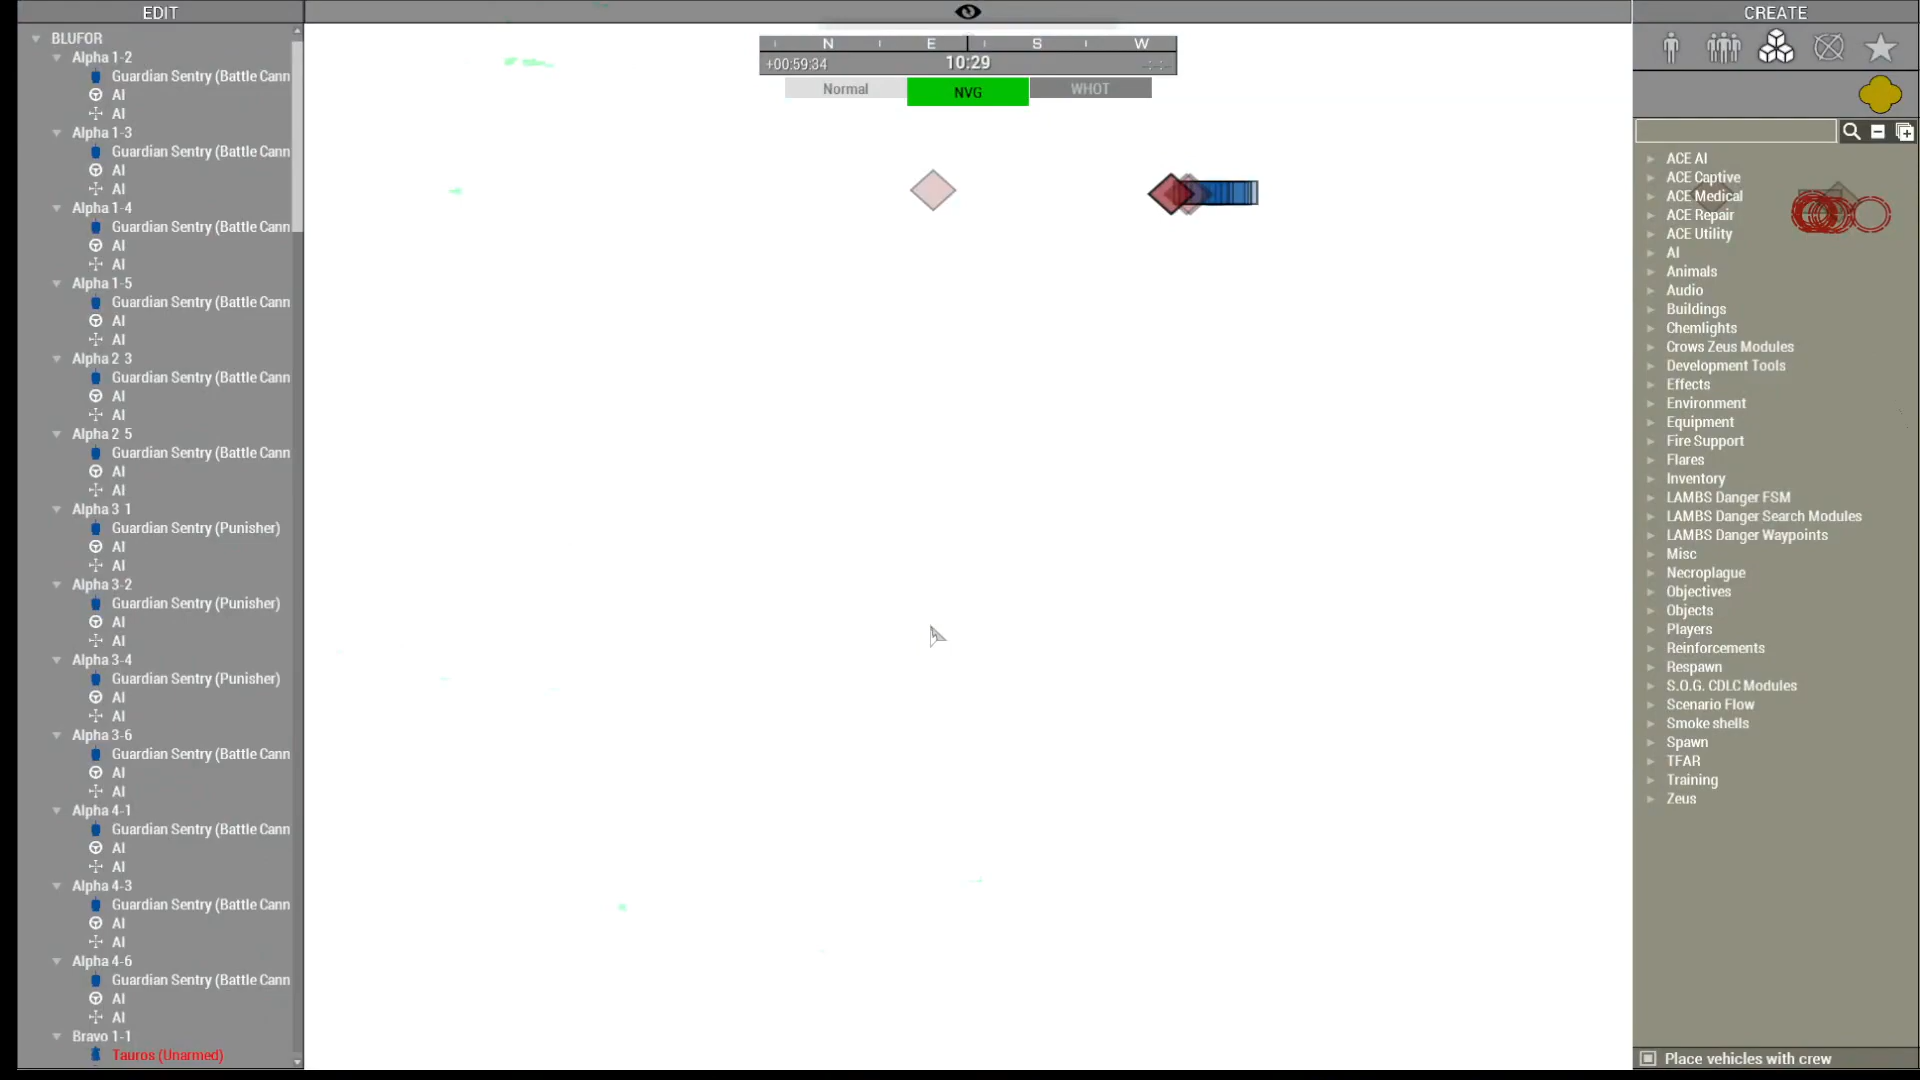 EDIT
BLUFOR
Alpha 1-2
Guardian Sentry (Battle Cann
AI
AI
Alpha 1-3
Guardian Sentry (Battle Cann
AI
AI
Alpha 1-4
Guardian Sentry (Battle Cann
AI
AI
Alpha 1-5
Guardian Sentry (Battle Cann
AI
AI
Alpha 2 3
Guardian Sentry (Battle Cann
AI
AI
Alpha 2 5
Guardian Sentry (Battle Cann
AI
AI
Alpha 3 1
Guardian Sentry (Punisher)
AI
AI
Alpha 3-2
Guardian Sentry (Punisher)
AI
AI
Alpha 3-4
Guardian Sentry (Punisher)
AI
AI
Alpha 3-6
Guardian Sentry (Battle Cann
AI
AI
Alpha 4-1
Guardian Sentry (Battle Cann
AI
AI
Alpha 4-3
Guardian Sentry (Battle Cann
AI
AI
Alpha 4-6
Guardian Sentry (Battle Cann
AI
AI
Bravo 1-1
Tauros (Unarmed)
N E S W
+00:59:34 10:29 --:--
Normal NVG WHOT
CREATE
ACE AI
ACE Captive
ACE Medical
ACE Repair
ACE Utility
AI
Animals
Audio
Buildings
Chemlights
Crows Zeus Modules
Development Tools
Effects
Environment
Equipment
Fire Support
Flares
Inventory
LAMBS Danger FSM
LAMBS Danger Search Modules
LAMBS Danger Waypoints
Misc
Necroplague
Objectives
Objects
Players
Reinforcements
Respawn
S.O.G. CDLC Modules
Scenario Flow
Smoke shells
Spawn
TFAR
Training
Zeus
Place vehicles with crew